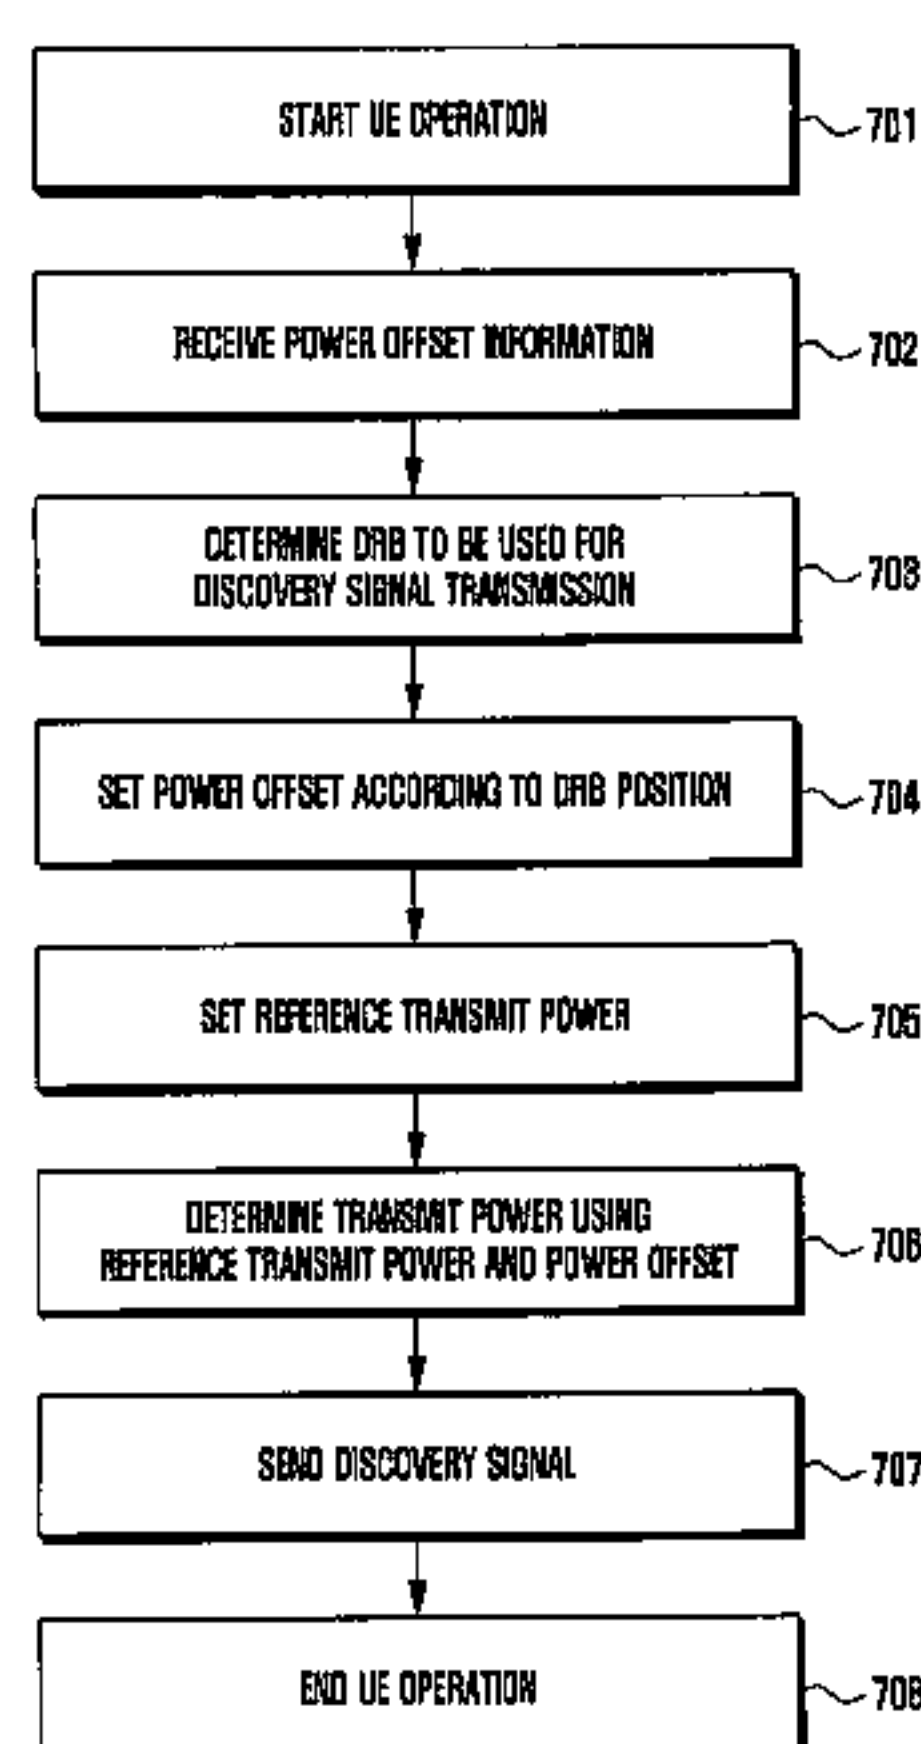 START UE OPERATION
701
RECEIVE POWER OFFSET INFORMATION
702
DETERMINE DRB TO BE USED FOR
DISCOVERY SIGNAL TRANSMISSION
703
SET POWER OFFSET ACCORDING TO DRB POSITION
704
SET REFERENCE TRANSMIT POWER
705
DETERMINE TRANSMIT POWER USING
REFERENCE TRANSMIT POWER AND POWER OFFSET
706
SEND DISCOVERY SIGNAL
707
END UE OPERATION
708